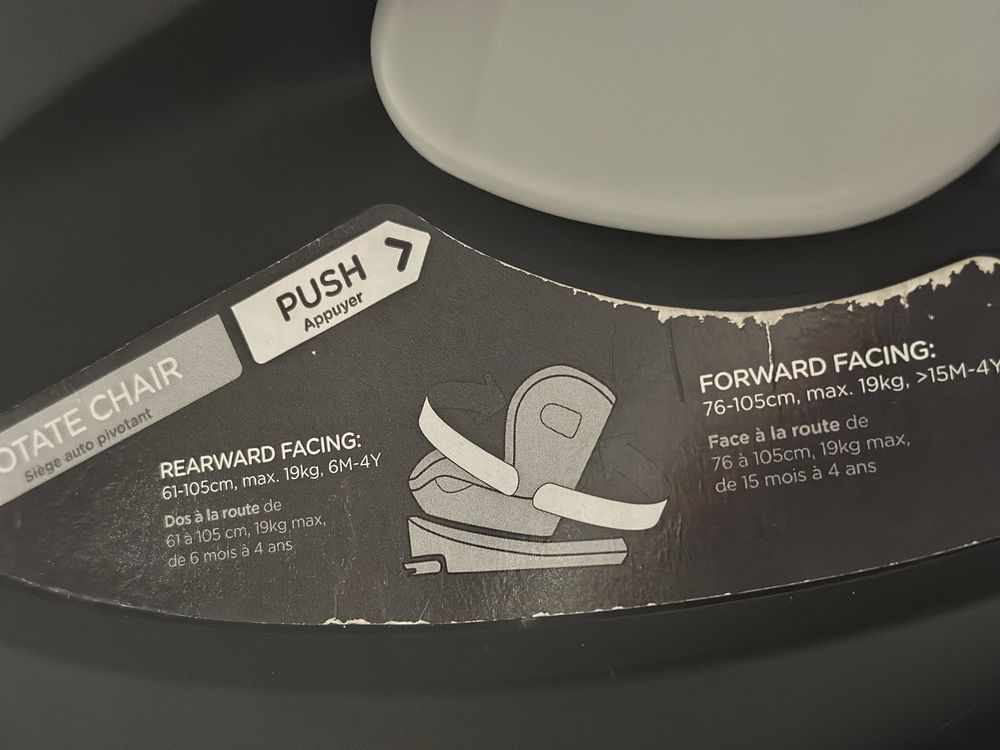 PUSH
Appuyer
OTATE CHAIR
Siège auto pivotant
REARWARD FACING:
61-105cm, max. 19kg, 6M-4Y
Dos à la route de
61 à 105 cm, 19kg max,
de 6 mois à 4 ans
FORWARD FACING:
76-105cm, max. 19kg, >15M-4Y
Face à la route de
76 à 105cm, 19kg max,
de 15 mois à 4 ans